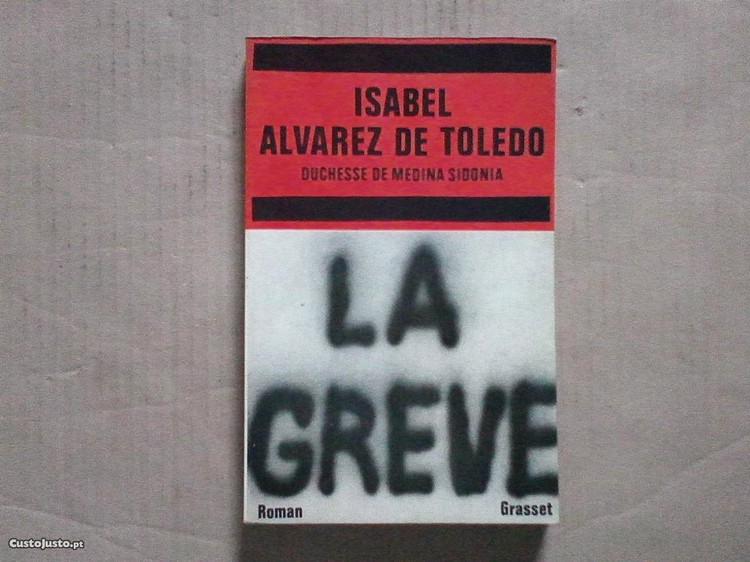 ISABEL
ALVAREZ DE TOLEDO
DUCHESSE DE MEDINA SIDONIA
LA
GREVE
Roman
Grasset
CustoJusto.pt